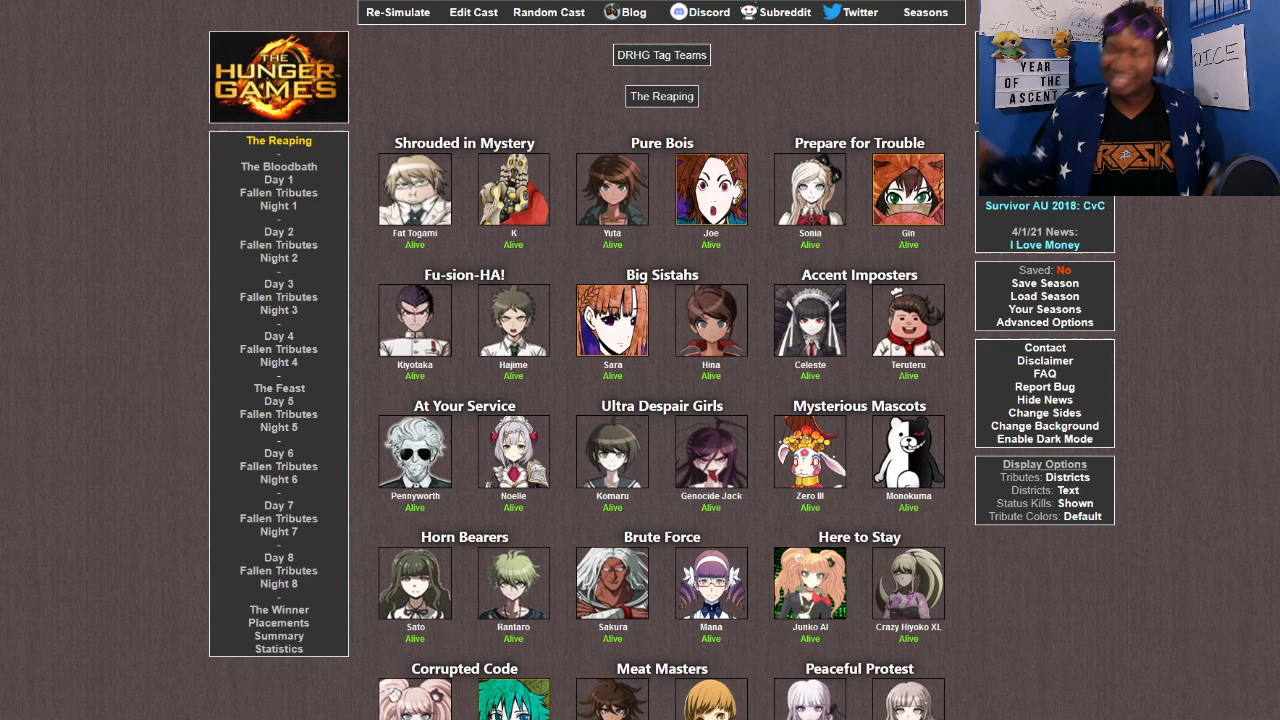 Re-Simulate Edit Cast Random Cast Blog Discord Subreddit Twitter Seasons
THE
HUNGER
GAMES
The Reaping
-
The Bloodbath
Day 1
Fallen Tributes
Night 1
-
Day 2
Fallen Tributes
Night 2
-
Day 3
Fallen Tributes
Night 3
-
Day 4
Fallen Tributes
Night 4
-
The Feast
Day 5
Fallen Tributes
Night 5
-
Day 6
Fallen Tributes
Night 6
-
Day 7
Fallen Tributes
Night 7
-
Day 8
Fallen Tributes
Night 8
-
The Winner
Placements
Summary
Statistics
DRHG Tag Teams
The Reaping
Shrouded in Mystery Pure Bois Prepare for Trouble
Fat Togami K Yuta Joe Sonia Gin
Alive Alive Alive Alive Alive Alive
Fu-sion-HA! Big Sistahs Accent Imposters
Kiyotaka Hajime Sara Hina Celeste Teruteru
Alive Alive Alive Alive Alive Alive
At Your Service Ultra Despair Girls Mysterious Mascots
Pennyworth Noelle Komaru Genocide Jack Zero III Monokuma
Alive Alive Alive Alive Alive Alive
Horn Bearers Brute Force Here to Stay
Sato Rantaro Sakura Mana Junko AI Crazy Hiyoko XL
Alive Alive Alive Alive Alive Alive
Corrupted Code Meat Masters Peaceful Protest
YEAR
OF THE
ASCENT
DICE
ROSK
Survivor AU 2018: CvC
4/1/21 News:
I Love Money
Saved: No
Save Season
Load Season
Your Seasons
Advanced Options
Contact
Disclaimer
FAQ
Report Bug
Hide News
Change Sides
Change Background
Enable Dark Mode
Display Options
Tributes: Districts
Districts: Text
Status Kills: Shown
Tribute Colors: Default